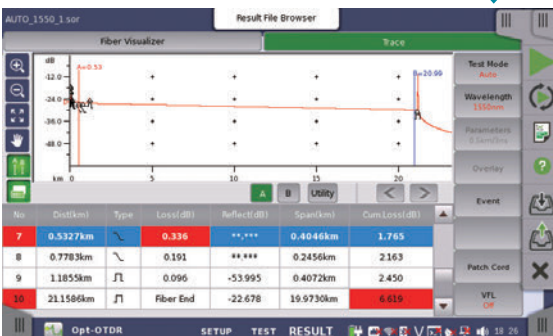 AUTO_1550_1.sor
Result File Browser
Fiber Visualizer
Trace
dB
A=0.53
B=20.99
-12.0
-24.0
-36.0
-48.0
km 0 5 10 15 20
A B Utility < >
Test Mode
Auto
Wavelength
1550nm
Parameters
Overlay
Event
Patch Cord
VFL
Off
No Dist(km) Type Loss(dB) Reflect(dB) Span(km) Cum.Loss(dB)
7 0.5327km 0.336 **.*** 0.4046km 1.765
8 0.7783km 0.191 **.*** 0.2456km 2.163
9 1.1855km 0.096 -53.995 0.4072km 2.450
10 21.1586km Fiber End -22.678 19.9730km 6.619
Opt-OTDR SETUP TEST RESULT 18 26